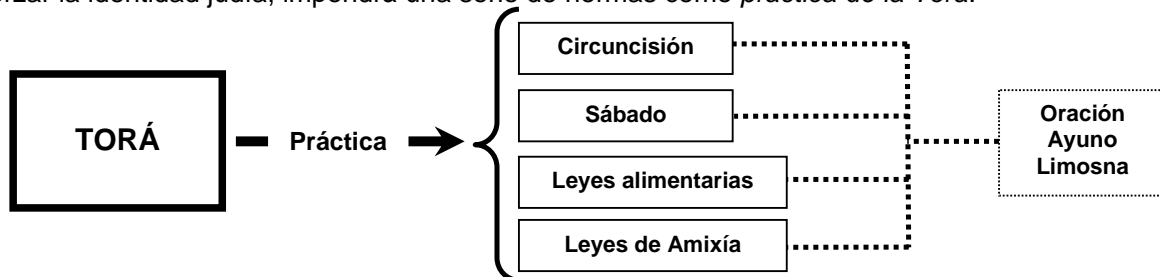 la identidad judía, impondrá una serie de normas como práctica de la Torá.
Circuncisión
Sábado
TORÁ
Práctica
Leyes alimentarias
Leyes de Amixía
Oración
Ayuno
Limosna